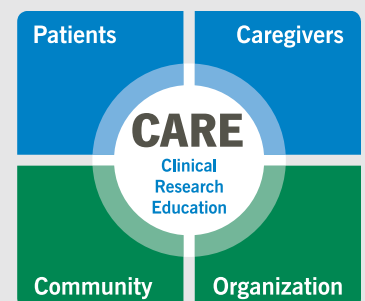 Patients
Caregivers
CARE
Clinical
Research
Education
Community
Organization